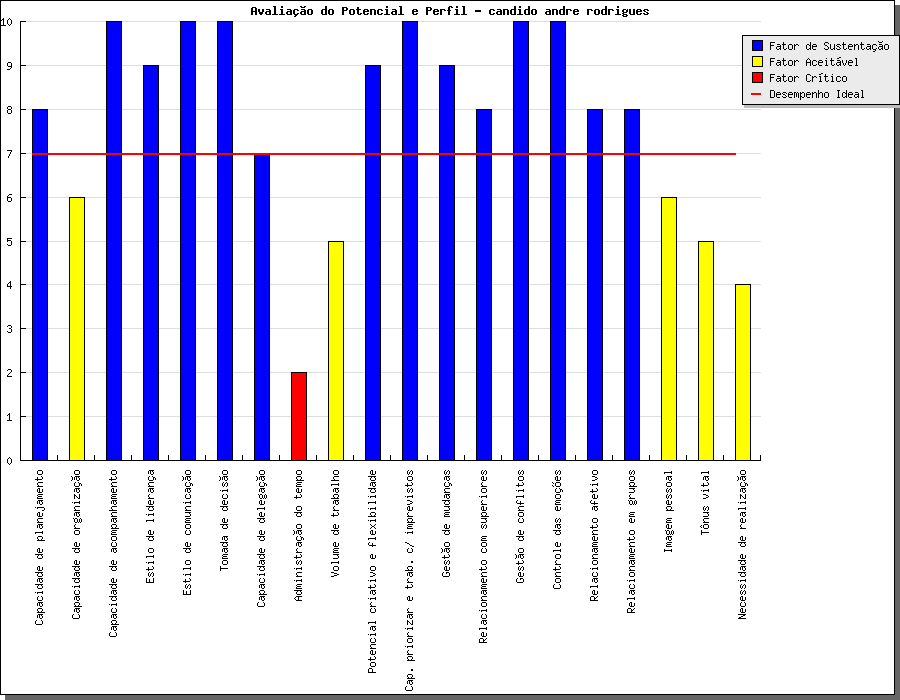 Avaliação do Potencial e Perfil - candido andre rodrigues
Fator de Sustentação
Fator Aceitável
Fator Crítico
Desempenho Ideal
10
9
8
7
6
5
4
3
2
1
0
Capacidade de planejamento
Capacidade de organização
Capacidade de acompanhamento
Estilo de liderança
Estilo de comunicação
Tomada de decisão
Capacidade de delegação
Administração do tempo
Volume de trabalho
Potencial criativo e flexibilidade
Cap. priorizar e trab. c/ imprevistos
Gestão de mudanças
Relacionamento com superiores
Gestão de conflitos
Controle das emoções
Relacionamento afetivo
Relacionamento em grupos
Imagem pessoal
Tônus vital
Necessidade de realização